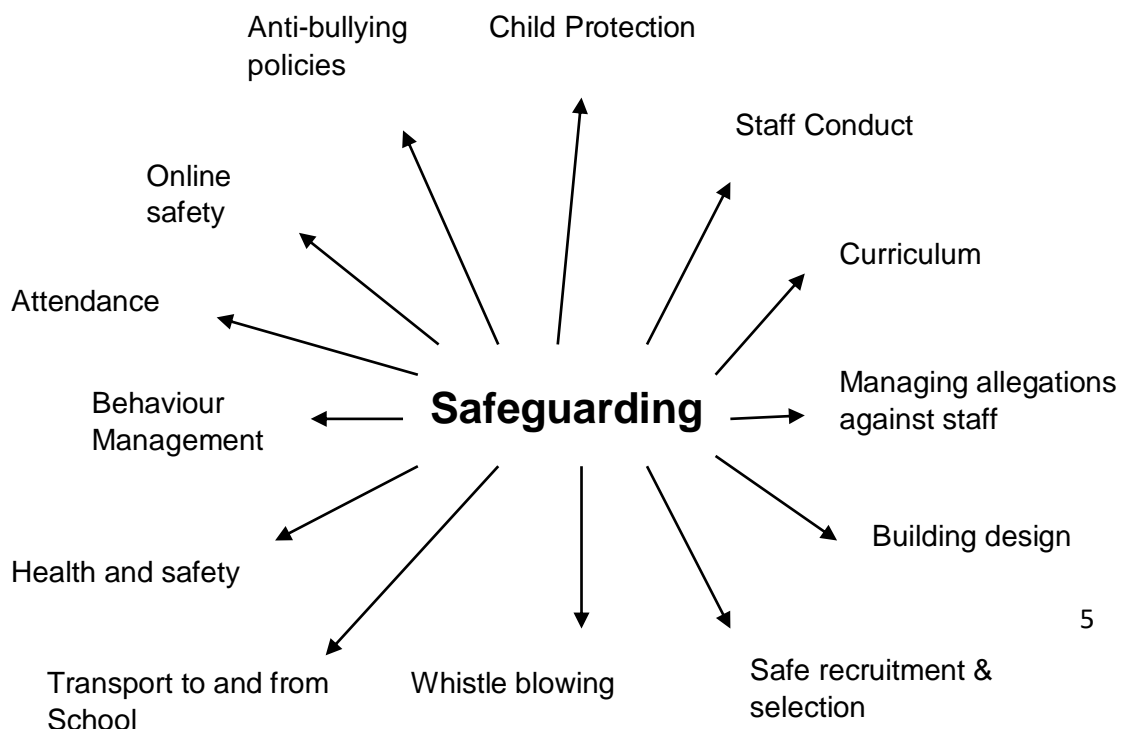 Anti-bullying
policies
Child Protection
Staff Conduct
Online
safety
Curriculum
Attendance
Managing allegations
against staff
Behaviour
Management
Safeguarding
Building design
Health and safety
5
Safe recruitment &
selection
Transport to and from
School
Whistle blowing